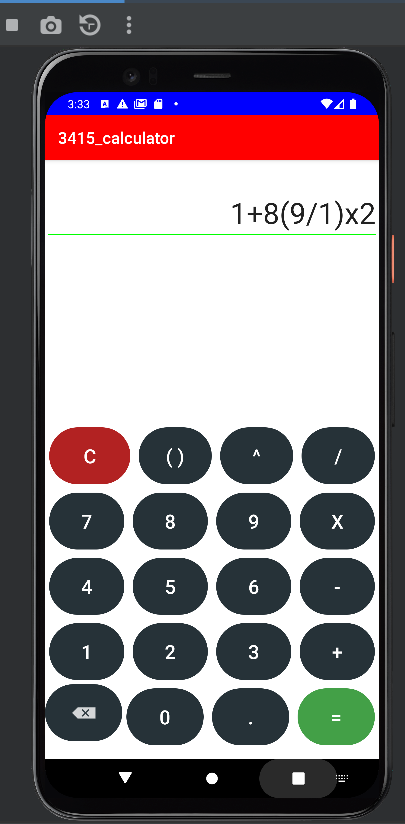 3:33
3415_calculator
1+8(9/1)x2
C ( ) ^ /
7 8 9 X
4 5 6 -
1 2 3 +
0 . =